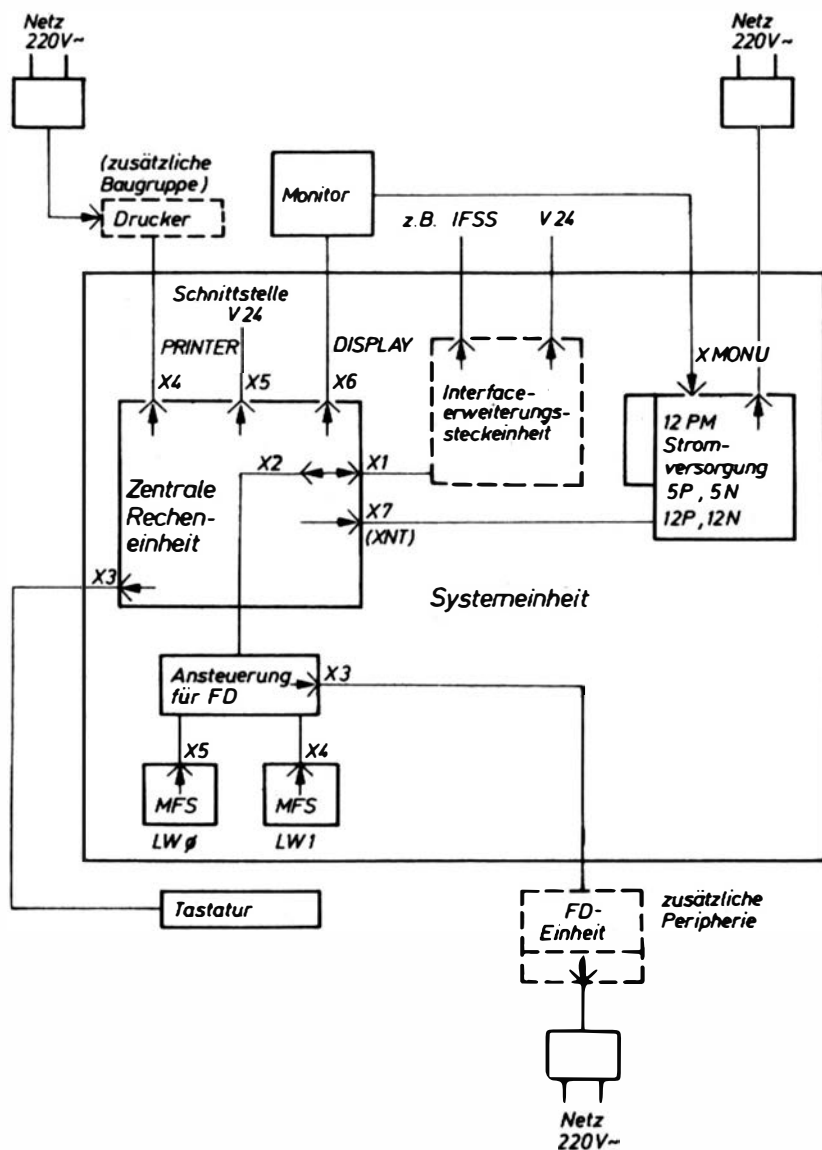 Netz
220V~
Netz
220V~
(zusätzliche
Baugruppe)
Drucker
Monitor
z.B. IFSS
V 24
Schnittstelle
V24
PRINTER
DISPLAY
X MONU
X4
X5
X6
Interface-
erweiterungs-
steckeinheit
12 PM
Strom-
versorgung
5P, 5N
12P, 12N
X2
X1
Zentrale
Rechen-
einheit
X7
(XNT)
X3
Systemeinheit
Ansteuerung
für FD
X3
X5
X4
MFS
MFS
LWø
LW1
Tastatur
FD-
Einheit
zusätzliche
Peripherie
Netz
220V~